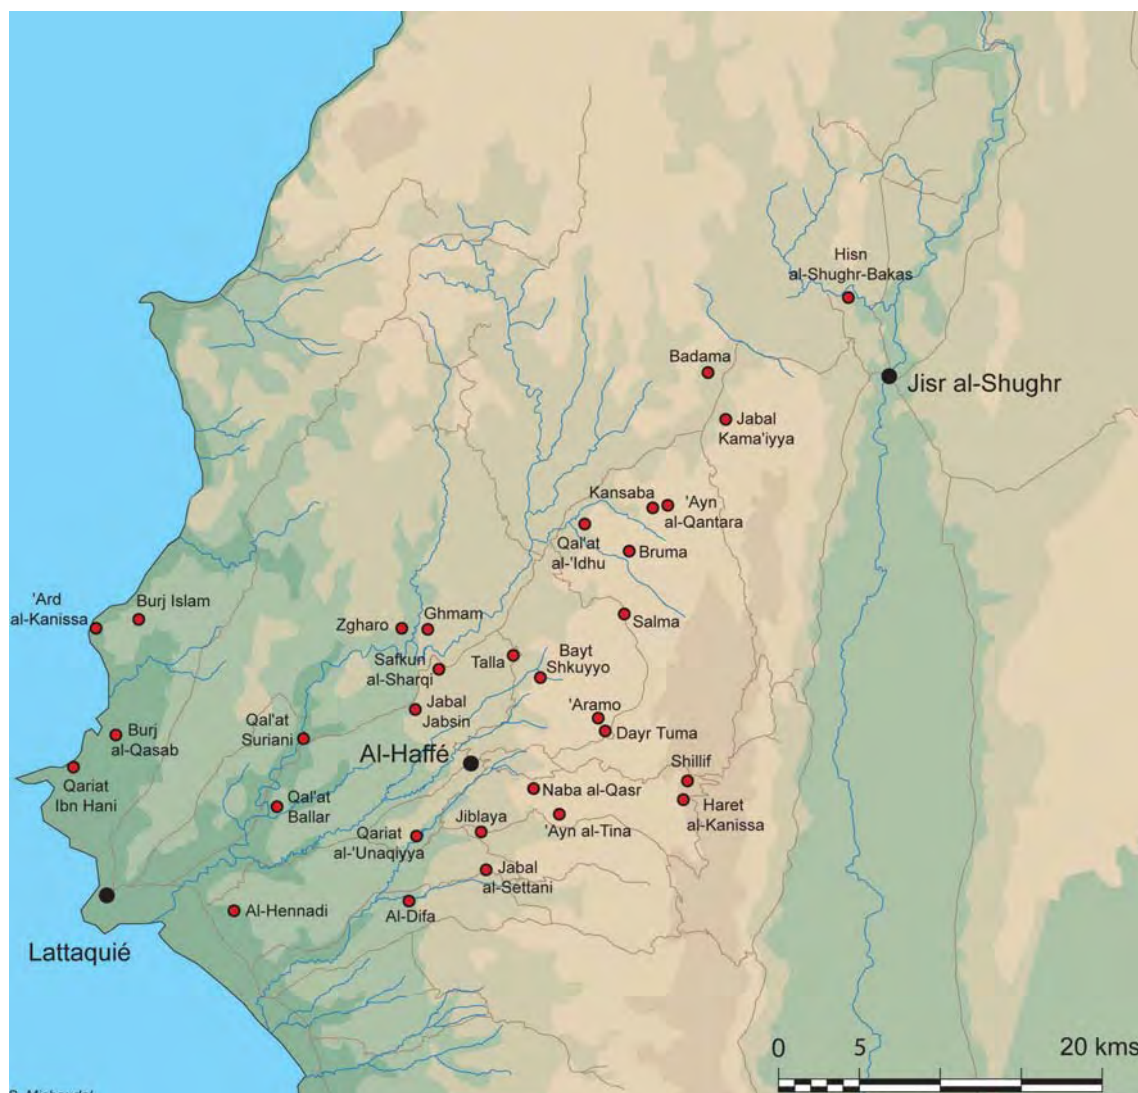 Hisn
al-Shughr-Bakas
Badama
Jisr al-Shughr
Jabal
Kama'iyya
Kansaba
'Ayn
al-Qantara
Qal'at
al-'Idhu
Bruma
'Ard
al-Kanissa
Burj Islam
Zgharo
Ghmam
Salma
Safkun
al-Sharqi
Talla
Bayt
Shkuyyo
Jabal
Jabsin
'Aramo
Dayr Tuma
Burj
al-Qasab
Qal'at
Suriani
Al-Haffé
Shillif
Qariat
Ibn Hani
Qal'at
Ballar
Naba al-Qasr
Haret
al-Kanissa
Qariat
al-'Unaqiyya
Jiblaya
'Ayn al-Tina
Jabal
al-Settani
Al-Hennadi
Al-Difa
Lattaquié
0 5 20 kms